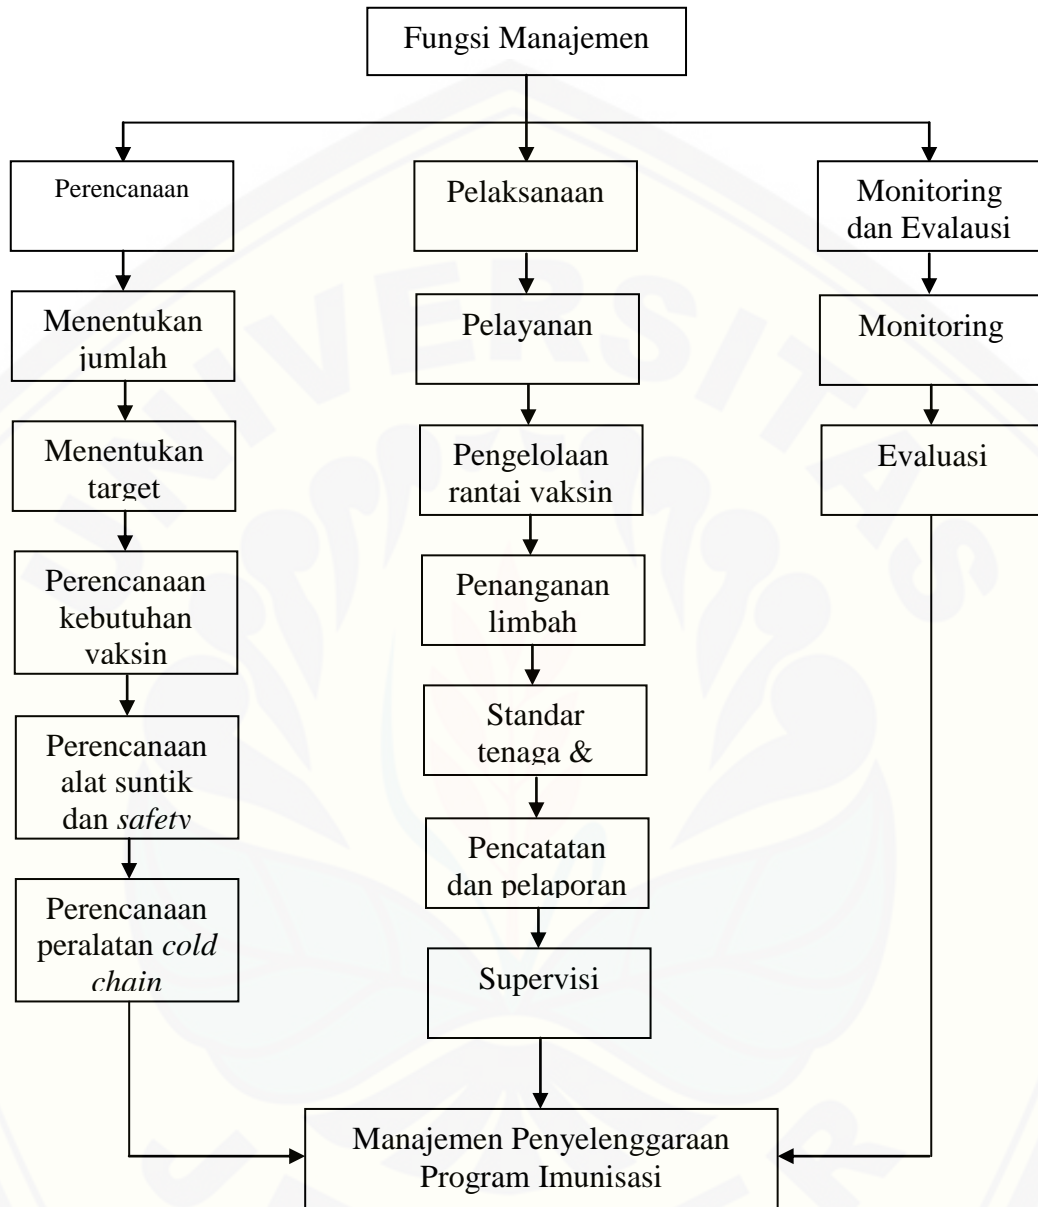 Fungsi Manajemen
Perencanaan
Pelaksanaan
Monitoring
dan Evalausi
Menentukan
jumlah
Pelayanan
Monitoring
Menentukan
target
Pengelolaan
rantai vaksin
Evaluasi
Perencanaan
kebutuhan
vaksin
Penanganan
limbah
Perencanaan
alat suntik
dan safety
Standar
tenaga &
Perencanaan
peralatan cold
chain
Pencatatan
dan pelaporan
Supervisi
Manajemen Penyelenggaraan
Program Imunisasi
UNIVERSITAS